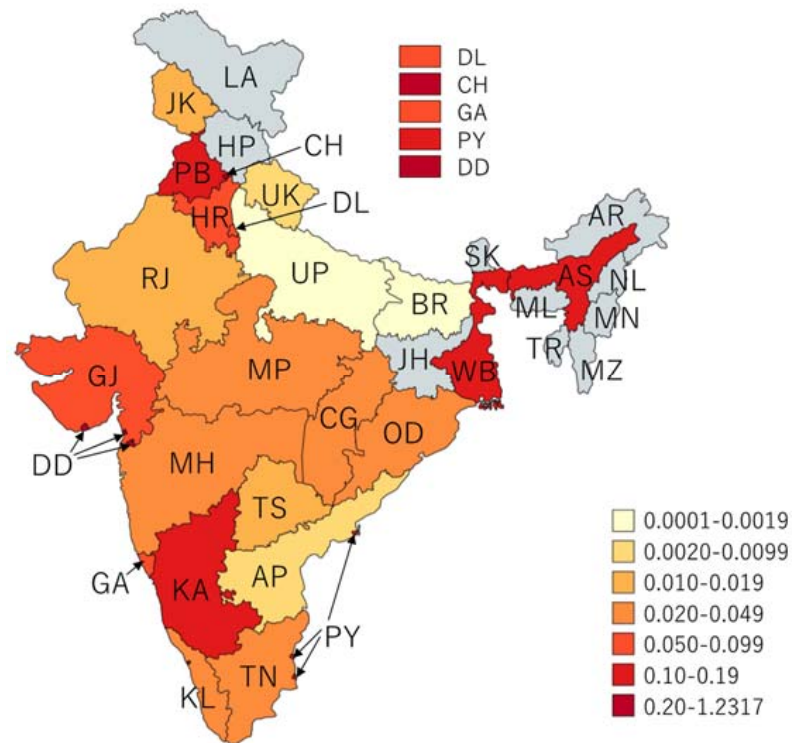 LA
DL
CH
GA
PY
DD
JK
HP
CH
PB
UK
DL
HR
AR
SK
AS
NL
RJ
UP
BR
ML
MN
JH
TR
MZ
GJ
MP
WB
CG
OD
DD
MH
TS
GA
KA
AP
PY
TN
KL
0.0001-0.0019
0.0020-0.0099
0.010-0.019
0.020-0.049
0.050-0.099
0.10-0.19
0.20-1.2317